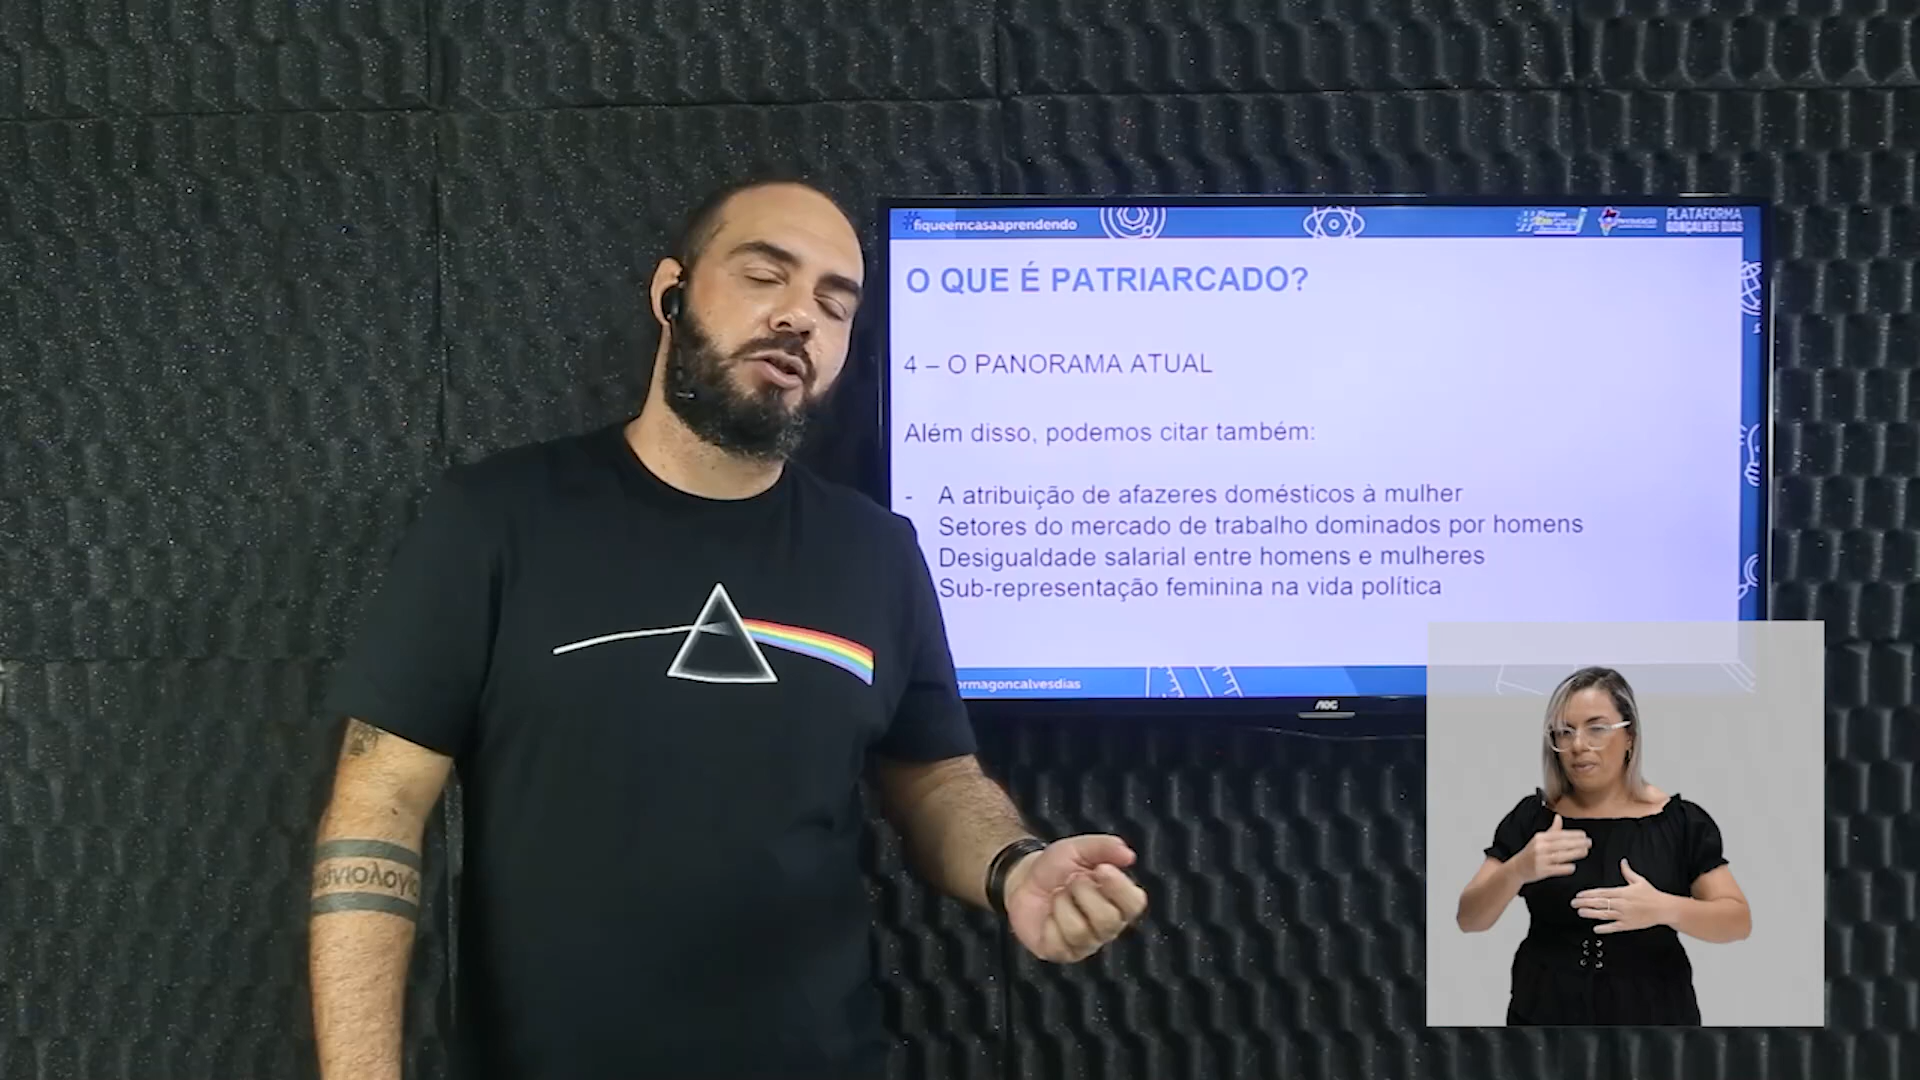 #fiqueemcasaaprendendo
PLATAFORMA
GONÇALVES DIAS
O QUE É PATRIARCADO?
4 – O PANORAMA ATUAL
Além disso, podemos citar também:
- A atribuição de afazeres domésticos à mulher
Setores do mercado de trabalho dominados por homens
Desigualdade salarial entre homens e mulheres
Sub-representação feminina na vida política
ormagoncalvesdias
AOC